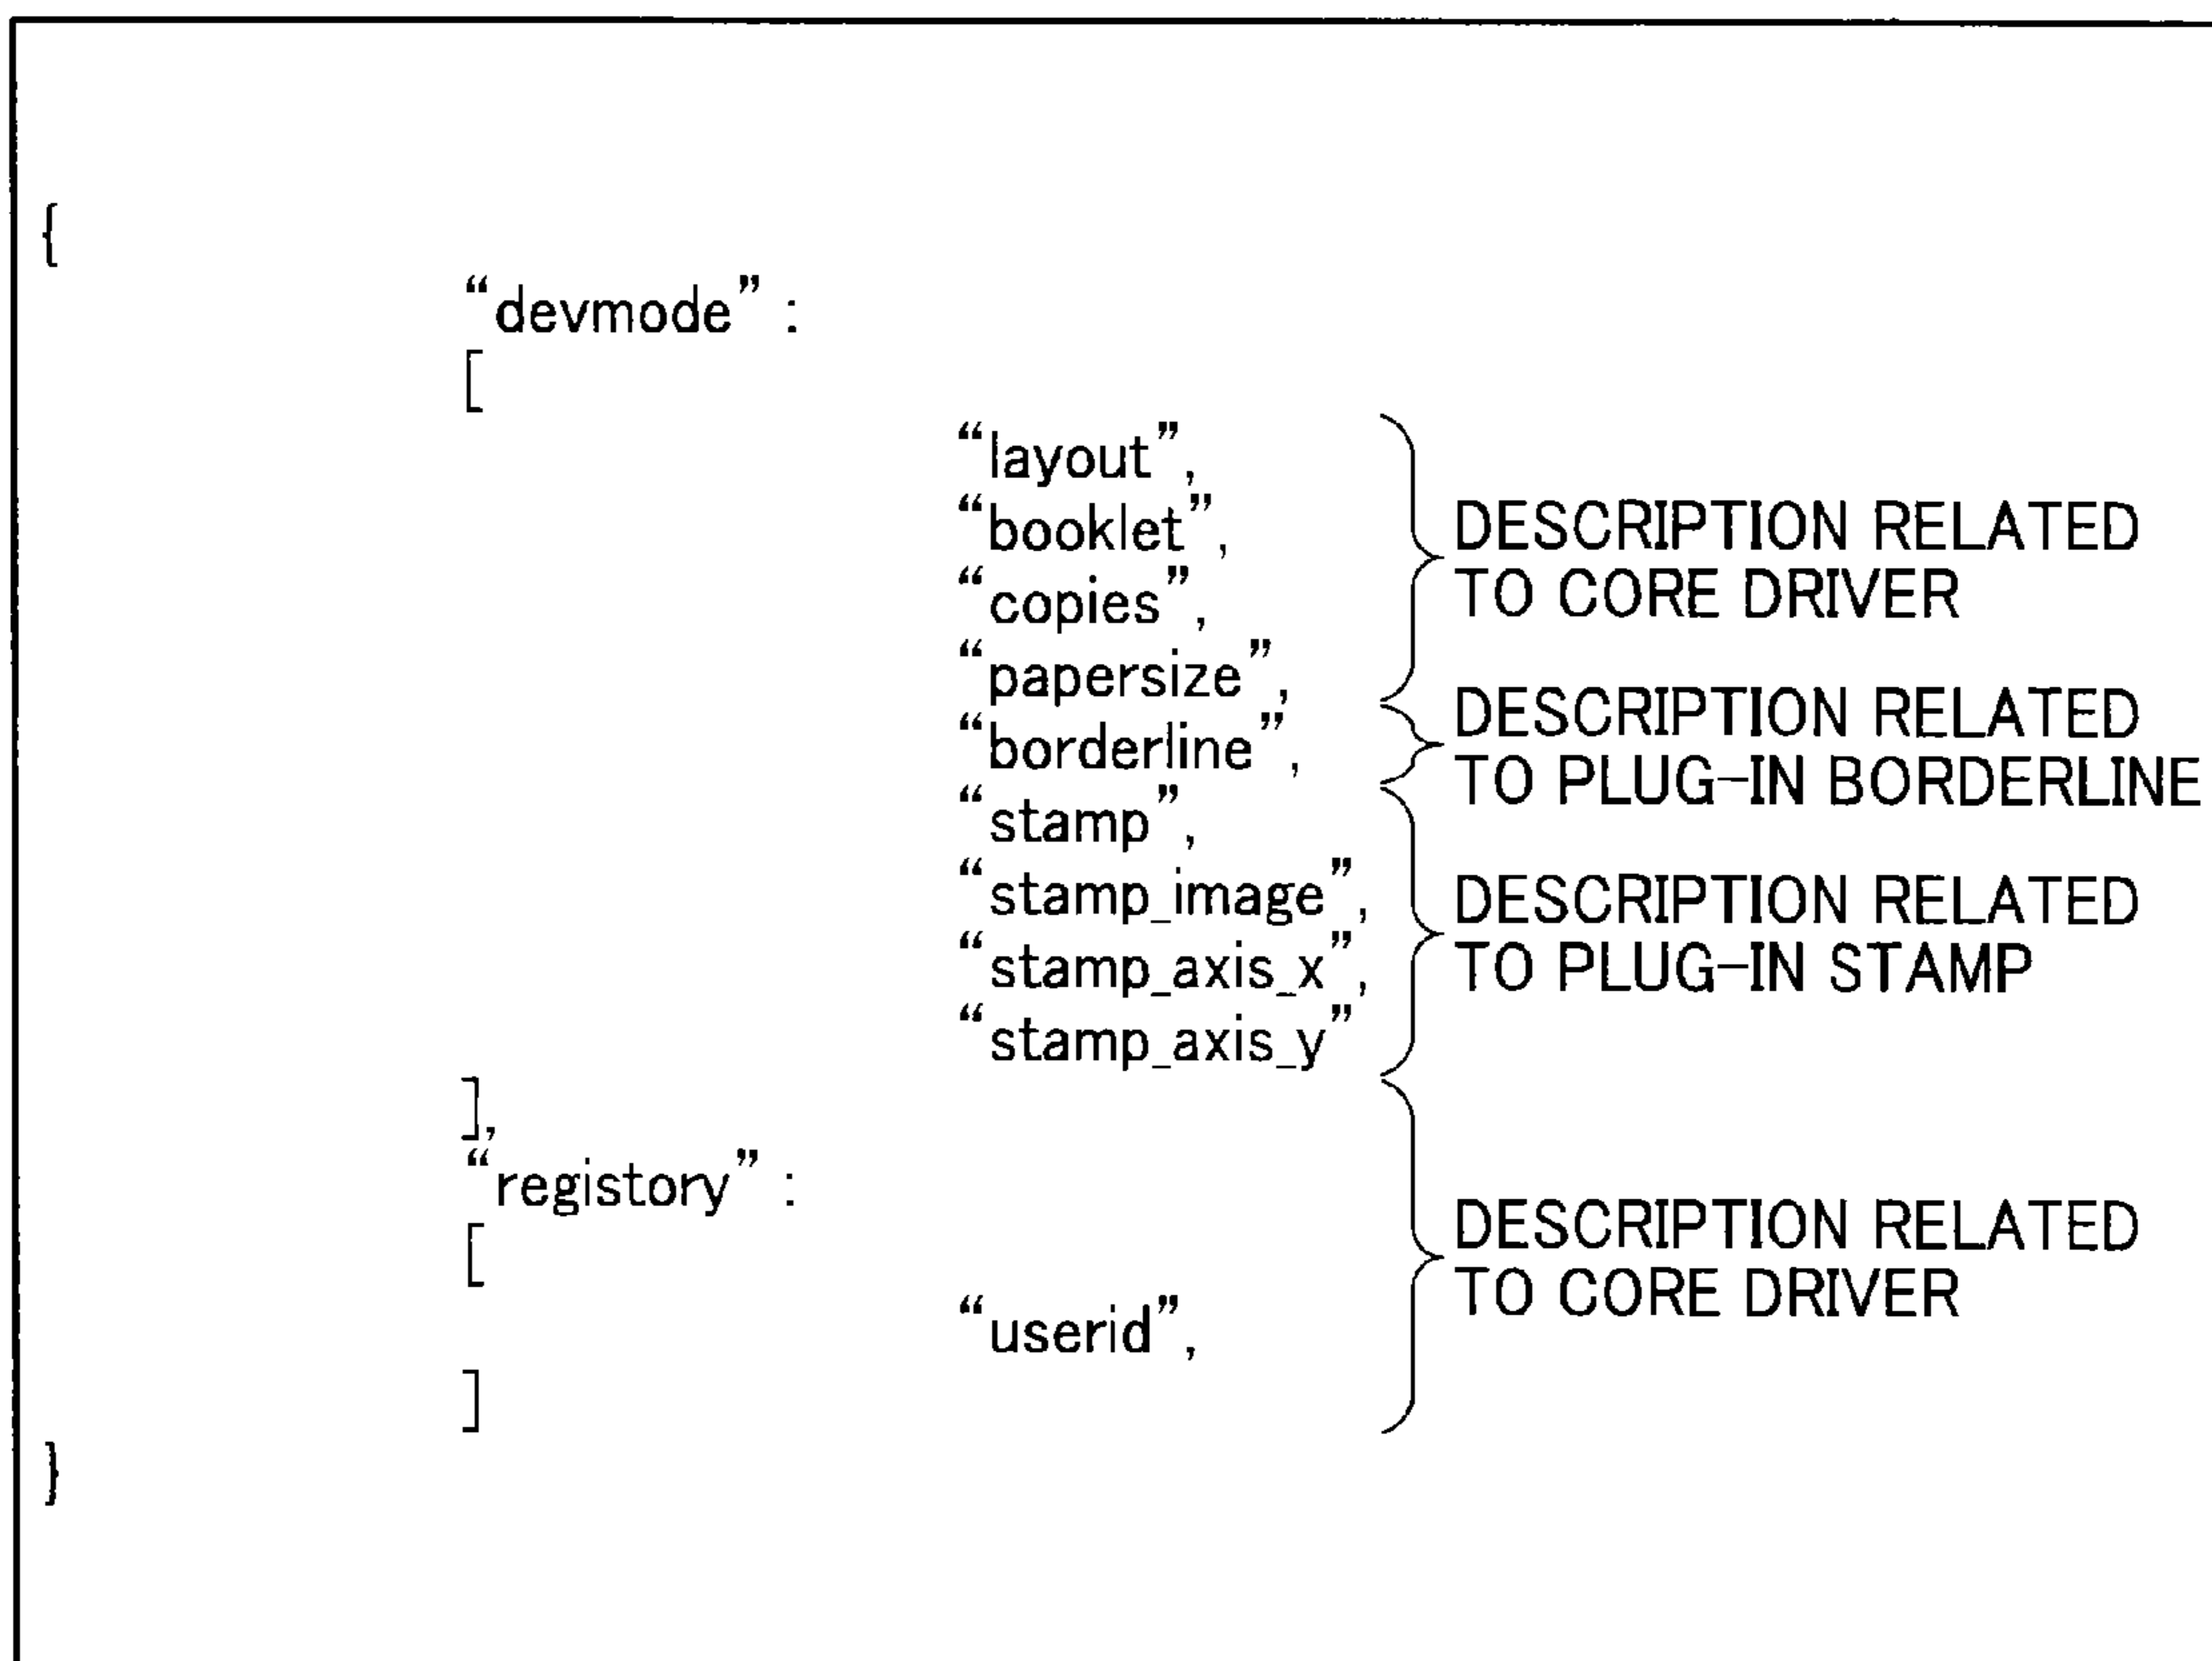 {
“devmode” :
[
“layout”,
“booklet”,
“copies”,
“papersize”,
“borderline”,
“stamp”,
“stamp_image”,
“stamp_axis_x”,
“stamp_axis_y”
],
“registory” :
[
“userid”,
]
}
DESCRIPTION RELATED
TO CORE DRIVER
DESCRIPTION RELATED
TO PLUG-IN BORDERLINE
DESCRIPTION RELATED
TO PLUG-IN STAMP
DESCRIPTION RELATED
TO CORE DRIVER